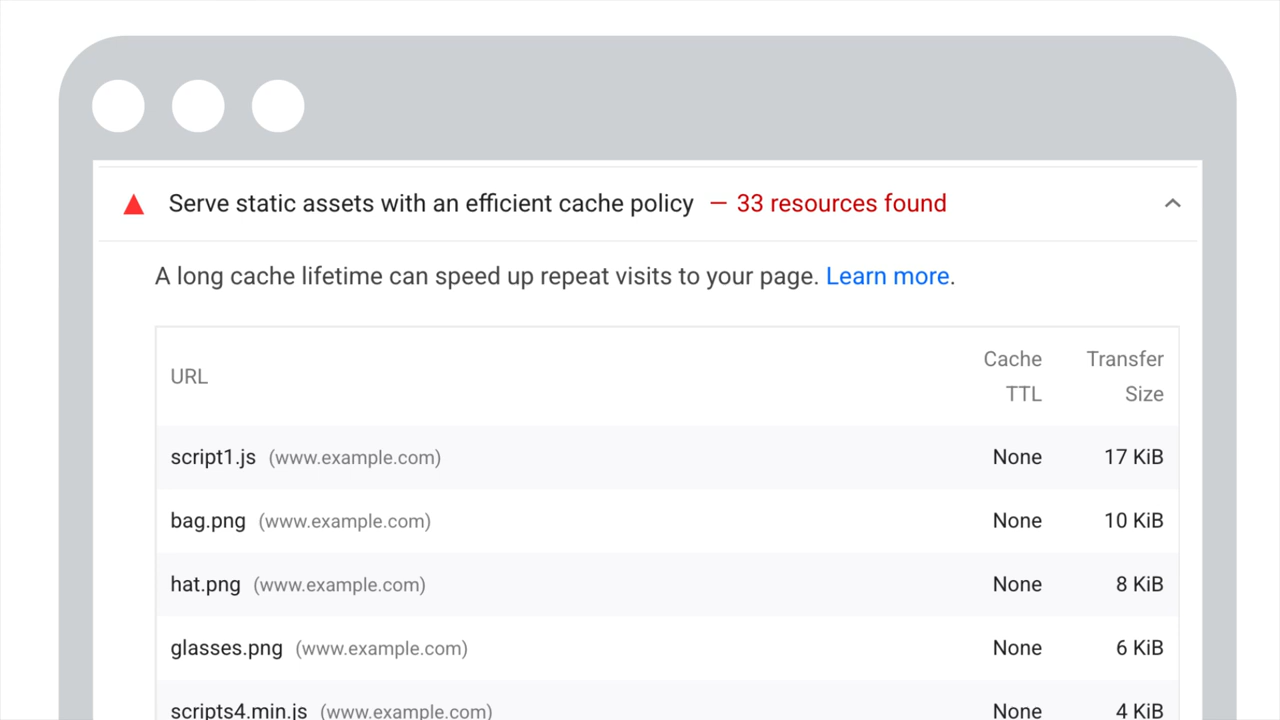 Serve static assets with an efficient cache policy — 33 resources found
A long cache lifetime can speed up repeat visits to your page. Learn more.
URL Cache TTL Transfer Size
script1.js (www.example.com) None 17 KiB
bag.png (www.example.com) None 10 KiB
hat.png (www.example.com) None 8 KiB
glasses.png (www.example.com) None 6 KiB
scripts4.min.js (www.example.com) None 4 KiB